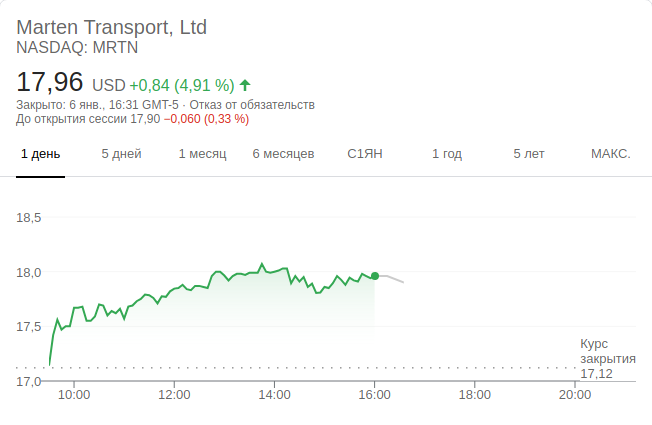 Marten Transport, Ltd
NASDAQ: MRTN
17,96 USD +0,84 (4,91 %)
Закрыто: 6 янв., 16:31 GMT-5 · Отказ от обязательств
До открытия сессии 17,90 −0,060 (0,33 %)
1 день 5 дней 1 месяц 6 месяцев С1ЯН 1 год 5 лет МАКС.
18,5
18,0
17,5
Курс
закрытия
17,12
17,0
10:00 12:00 14:00 16:00 18:00 20:00